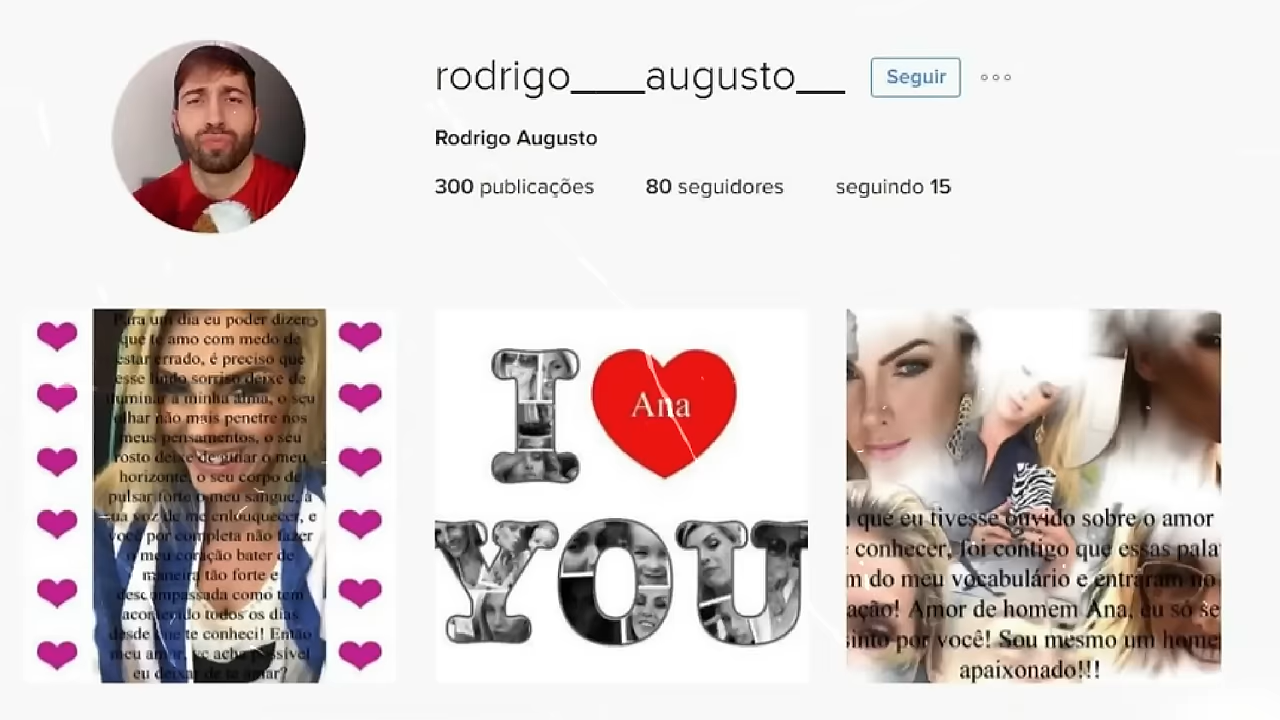 rodrigo___augusto__
Seguir
Rodrigo Augusto
300 publicações 80 seguidores seguindo 15
Para um dia eu poder dizer
que te amo com medo de
estar errado, é preciso que
esse lindo sorriso deixe de
iluminar a minha alma, o seu
olhar não mais penetre nos
meus pensamentos, o seu
rosto deixe de guiar o meu
horizonte, o seu corpo de
pulsar forte o meu sangue, a
sua voz de me enlouquecer, e
você por completa não fazer
o meu coração bater de
maneira tão forte e
descompassada como tem
acontecido todos os dias
desde que te conheci! Então
meu amor, se acha possível
eu deixar de te amar?
I Ana
YOU
que eu tivesse ouvido sobre o amor
conhecer, foi contigo que essas pala
m do meu vocabulário e entraram no
ação! Amor de homem Ana, eu só se
sinto por você! Sou mesmo um home
apaixonado!!!